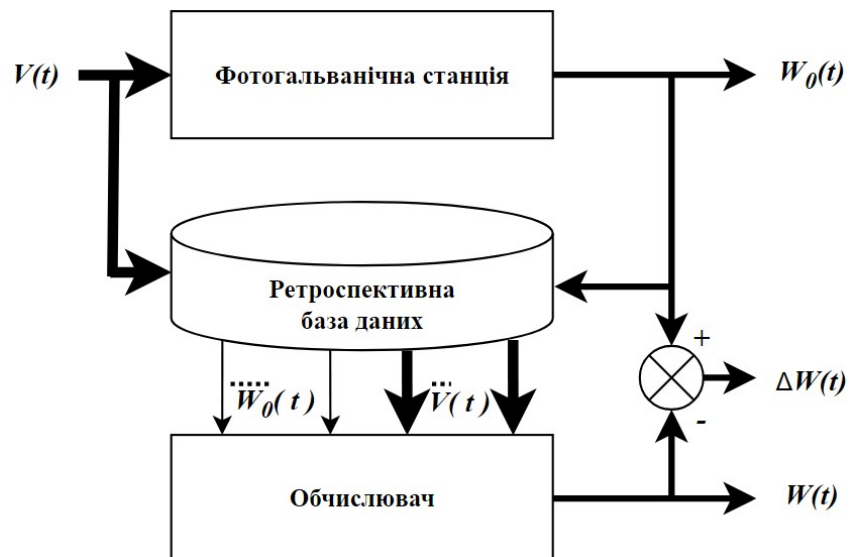 V(t)
Фотогальванічна станція
W₀(t)
Ретроспективна
база даних
+
ΔW(t)
-
W₀(t)
V(t)
Обчислювач
W(t)